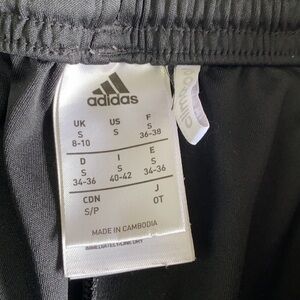 adidas
UK US F
S S S
8-10 36-38
D I E
S S S
34-36 40-42 34-36
CDN J
S/P OT
MADE IN CAMBODIA